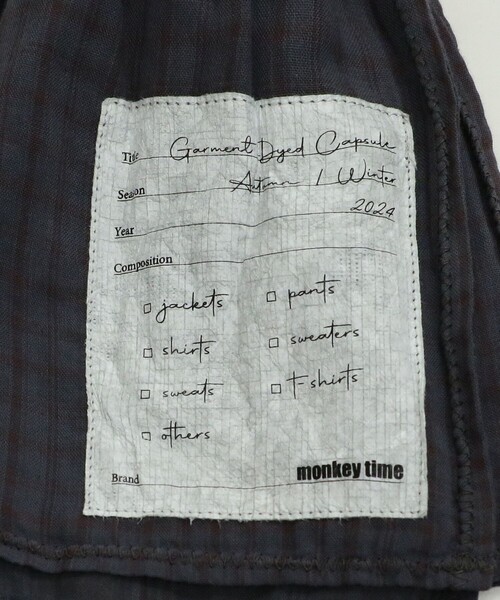 Title Garment Dyed Capsule
Season Autumn / Winter
Year 2024
Composition
□ jackets □ pants
□ shirts □ sweaters
□ sweats □ T-shirts
□ others
Brand monkey time